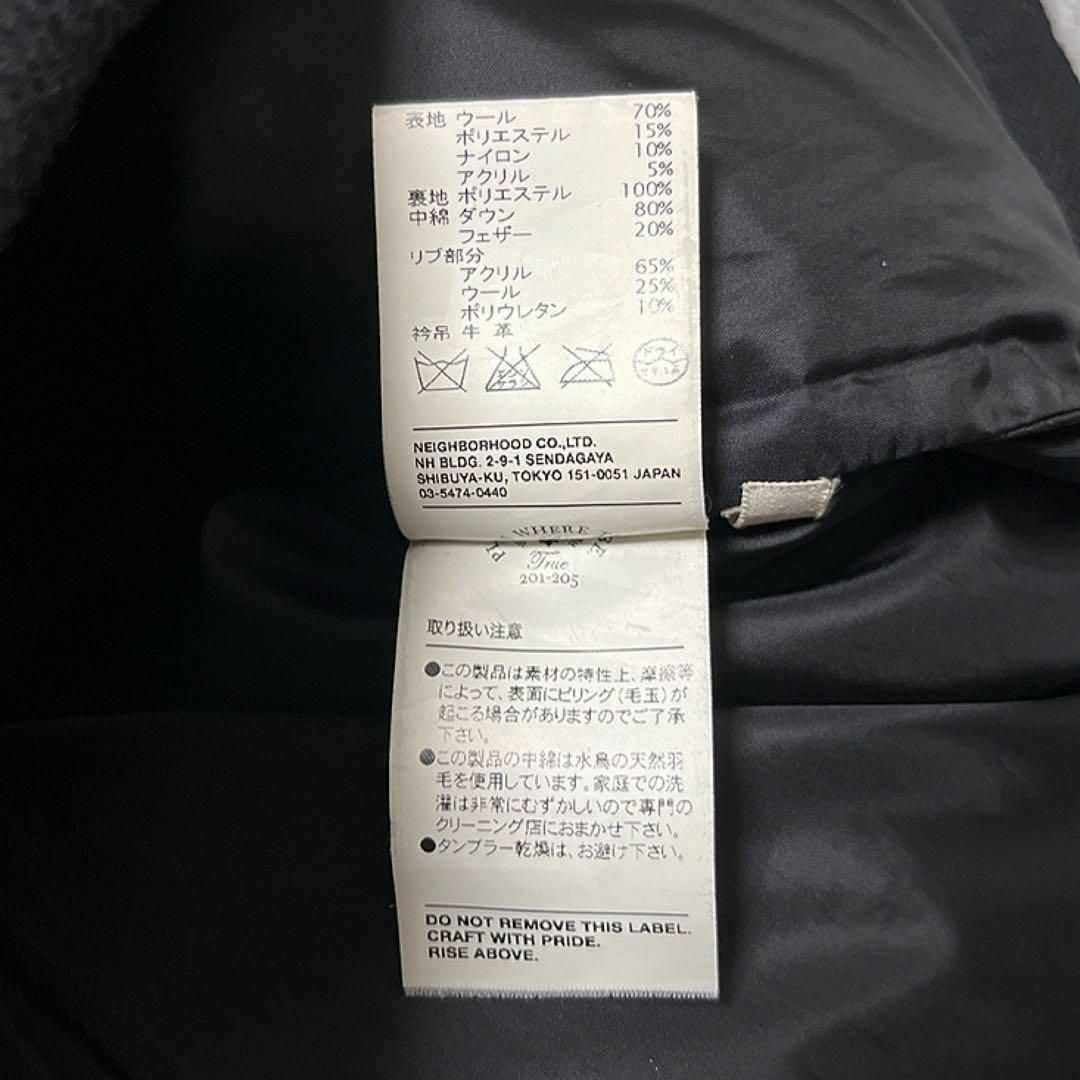 表地 ウール 70%
ポリエステル 15%
ナイロン 10%
アクリル 5%
裏地 ポリエステル 100%
中綿 ダウン 80%
フェザー 20%
リブ部分
アクリル 65%
ウール 25%
ポリウレタン 10%
衿吊 牛 革
エンソ サラシ ドライ
NEIGHBORHOOD CO.,LTD.
NH BLDG. 2-9-1 SENDAGAYA
SHIBUYA-KU, TOKYO 151-0051 JAPAN
03-5474-0440
WHERE
True
201-205
取り扱い注意
●この製品は素材の特性上、摩擦等
によって、表面にピリング(毛玉)が
起こる場合がありますのでご了承
下さい。
●この製品の中綿は水鳥の天然羽
毛を使用しています。家庭での洗
濯は非常にむずかしいので専門の
クリーニング店におまかせ下さい。
●タンブラー乾燥は、お避け下さい。
DO NOT REMOVE THIS LABEL.
CRAFT WITH PRIDE.
RISE ABOVE.